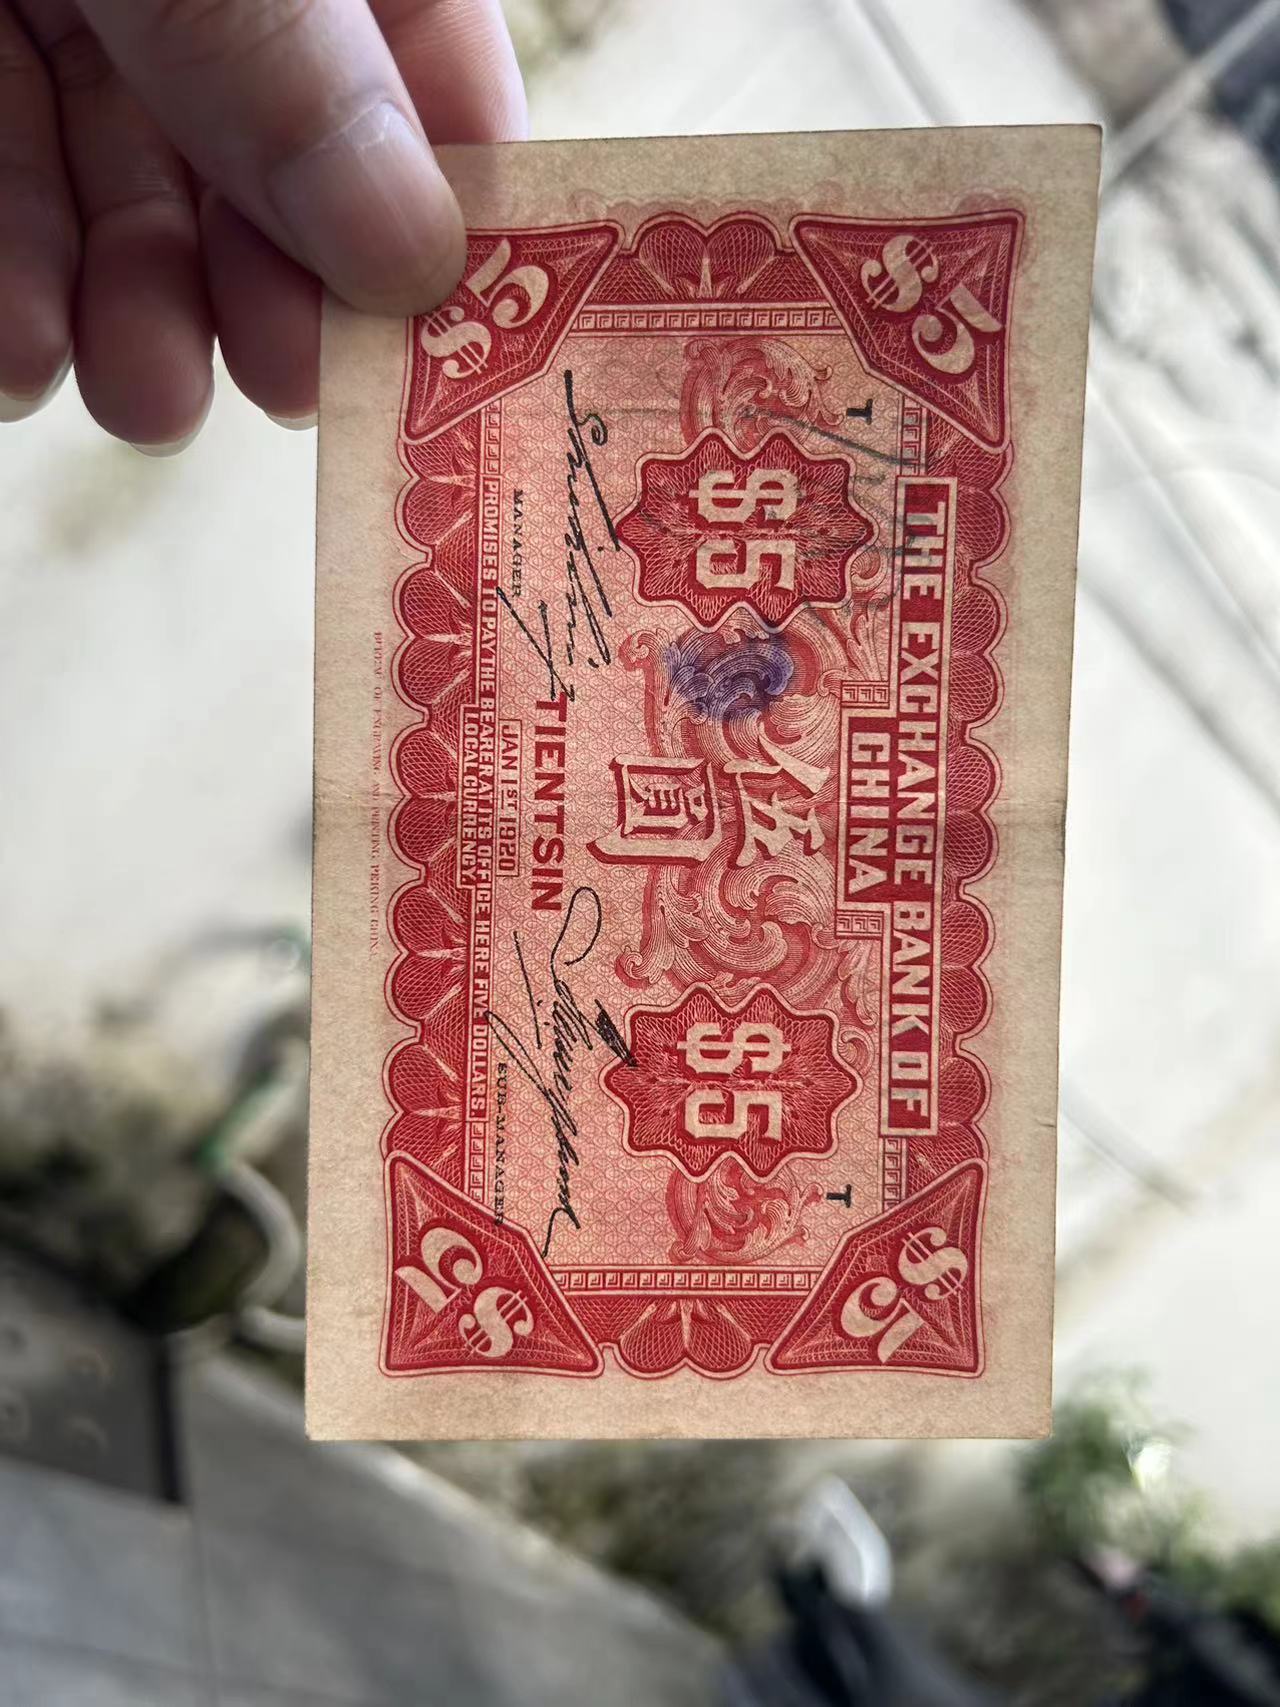 $5
$5
THE EXCHANGE BANK OF
CHINA
T
T
$5
伍
圓
$5
TIENTSIN
MANAGER
SUB-MANAGER
JAN 1ST 1920
PROMISES TO PAY THE BEARER AT ITS OFFICE HERE FIVE DOLLARS
LOCAL CURRENCY.
$5
$5